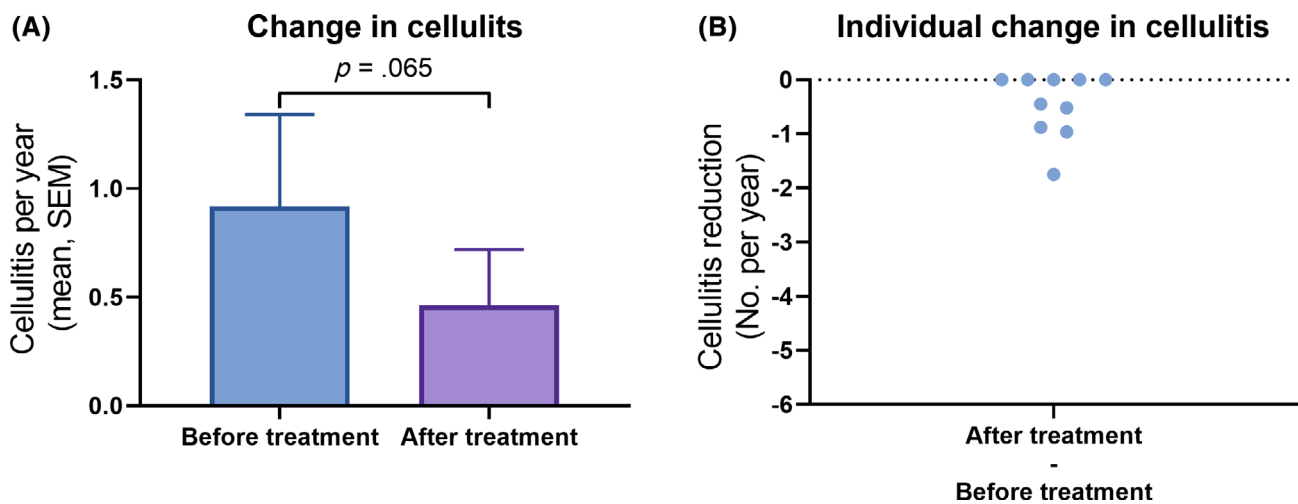 (A)
Change in cellulits
p = .065
Cellulitis per year
(mean, SEM)
1.5
1.0
0.5
0.0
Before treatment
After treatment
(B)
Individual change in cellulitis
Cellulitis reduction
(No. per year)
0
-1
-2
-3
-4
-5
-6
After treatment
-
Before treatment